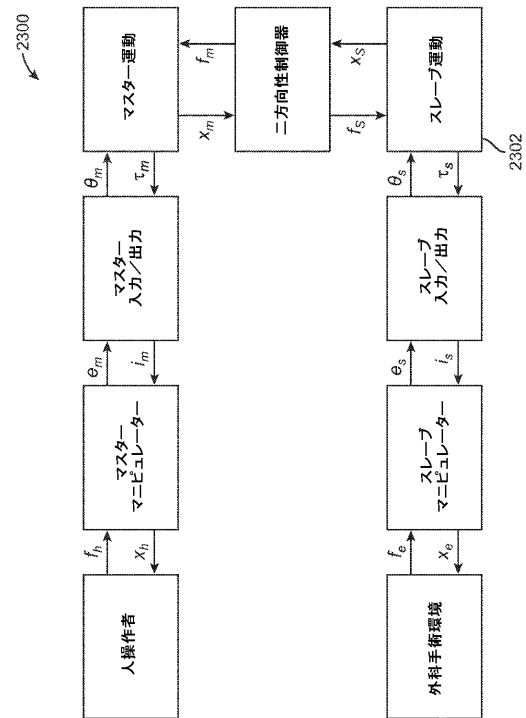 2300
人操作者
f_h
x_h
マスター
マニピュレーター
e_m
i_m
マスター
入力／出力
θ_m
τ_m
マスター運動
x_m
f_m
二方向性制御器
f_s
x_s
外科手術環境
f_e
x_e
スレーブ
マニピュレーター
e_s
i_s
スレーブ
入力／出力
θ_s
τ_s
スレーブ運動
2302